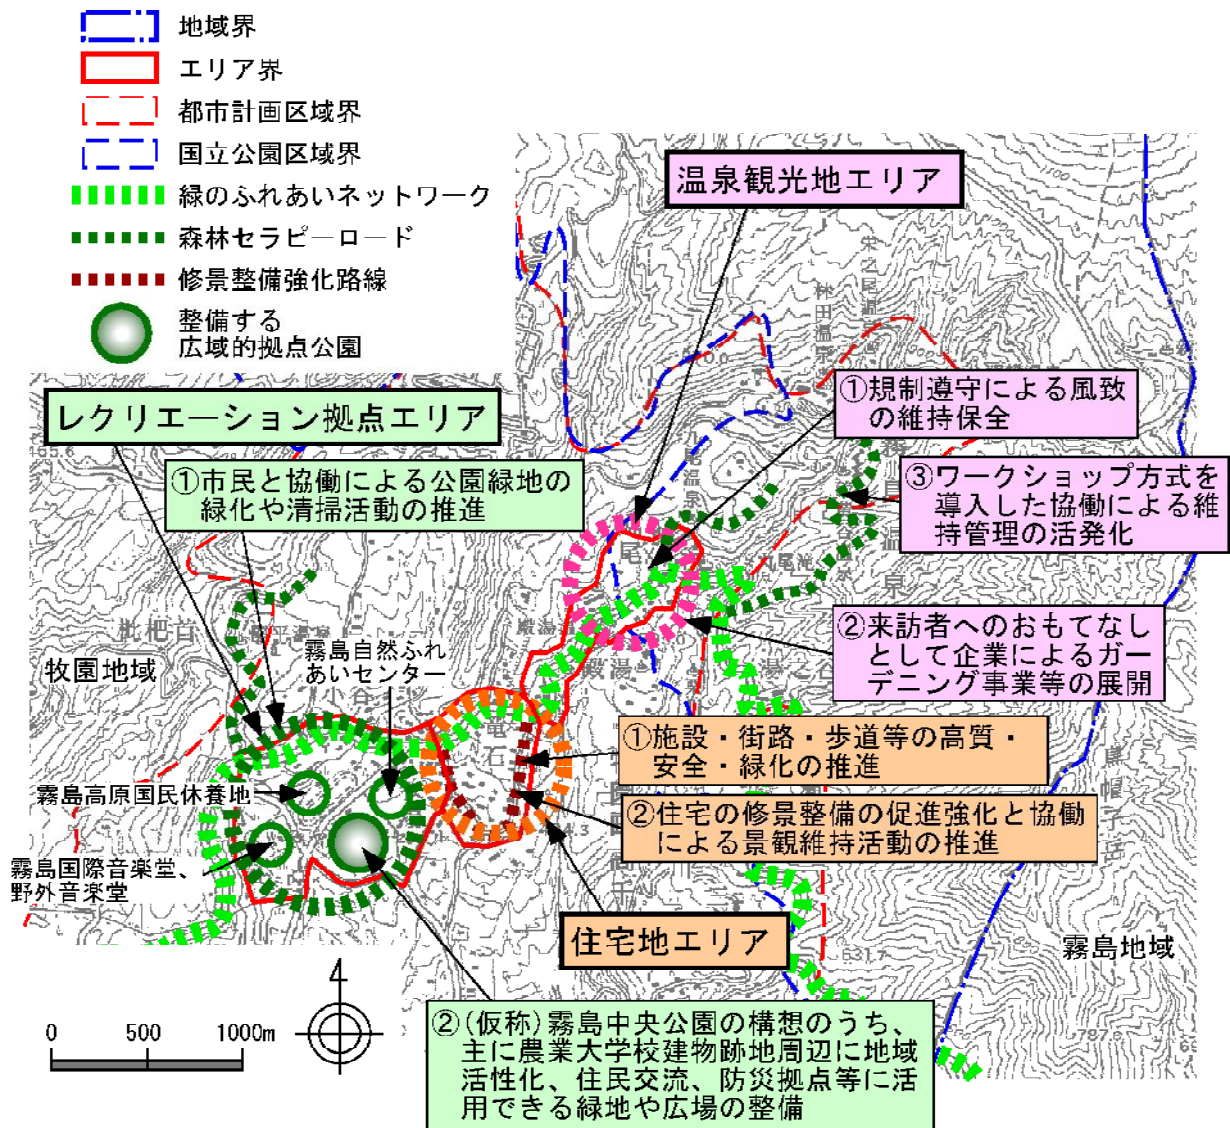 地域界
エリア界
都市計画区域界
国立公園区域界
緑のふれあいネットワーク
森林セラピーロード
修景整備強化路線
整備する
広域的拠点公園
温泉観光地エリア
レクリエーション拠点エリア
①規制遵守による風致
の維持保全
①市民と協働による公園緑地の
緑化や清掃活動の推進
③ワークショップ方式を
導入した協働による維
持管理の活発化
②来訪者へのおもてなし
として企業によるガー
デニング事業等の展開
牧園地域
霧島自然ふれ
あいセンター
①施設・街路・歩道等の高質・
安全・緑化の推進
霧島高原国民休養地
②住宅の修景整備の促進強化と協働
による景観維持活動の推進
霧島国際音楽堂、
野外音楽堂
住宅地エリア
霧島地域
0 500 1000m
4
②(仮称)霧島中央公園の構想のうち、
主に農業大学校建物跡地周辺に地域
活性化、住民交流、防災拠点等に活
用できる緑地や広場の整備
林田温泉
殿湯